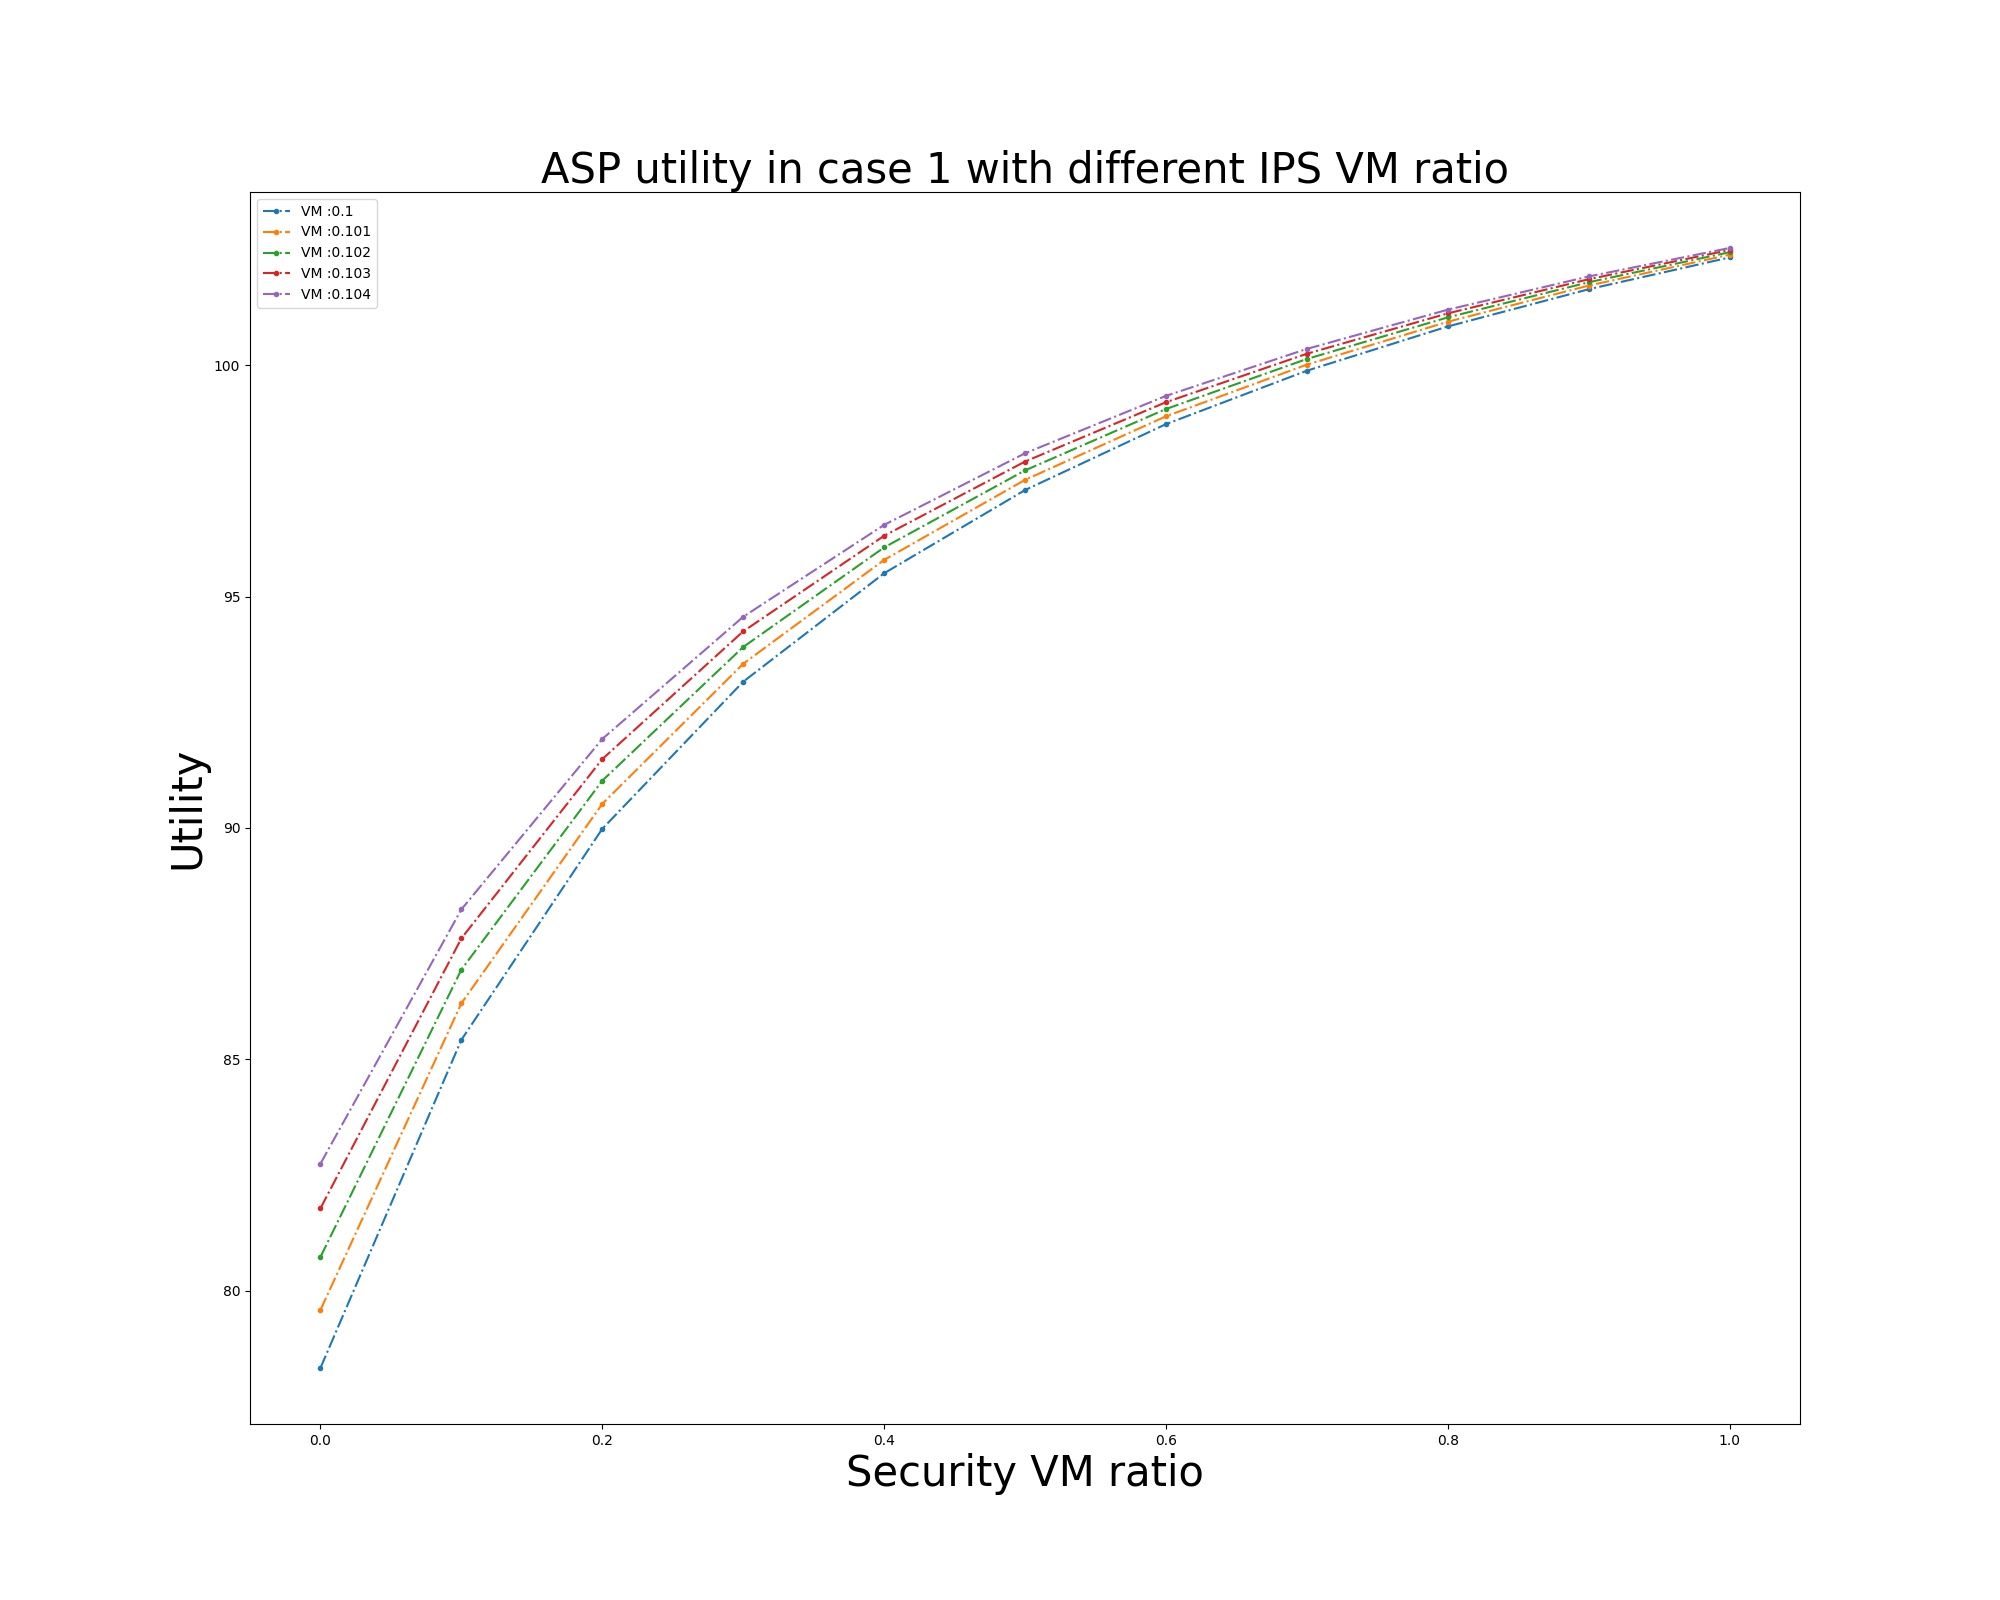 ASP utility in case 1 with different IPS VM ratio
VM :0.1
VM :0.101
VM :0.102
VM :0.103
VM :0.104
100
95
90
85
80
Utility
0.0 0.2 0.4 0.6 0.8 1.0
Security VM ratio